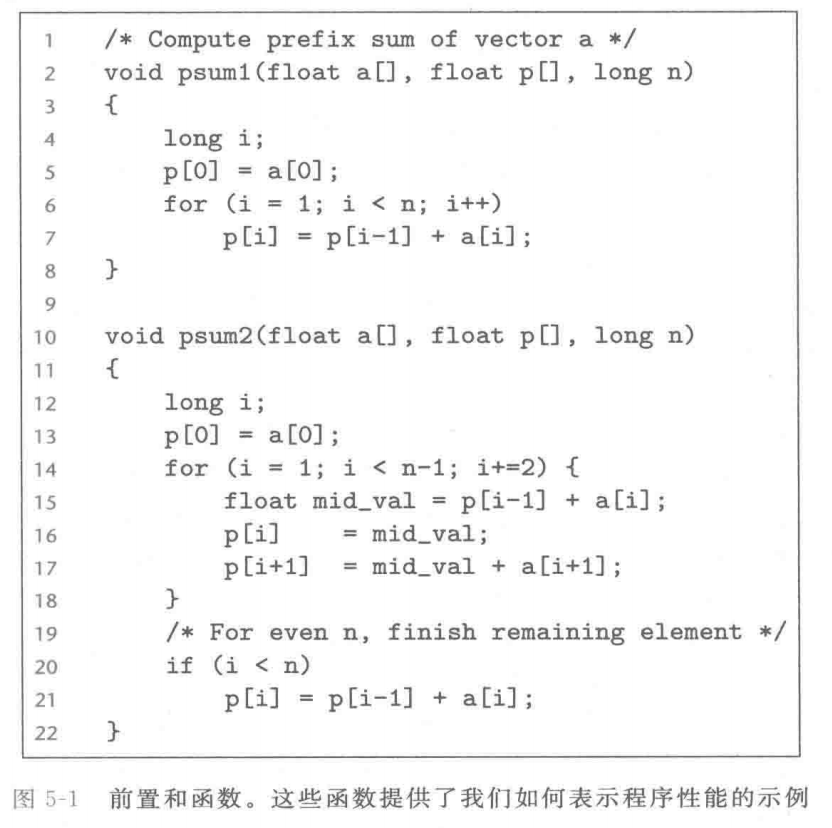 1 /* Compute prefix sum of vector a */
2 void psum1(float a[], float p[], long n)
3 {
4     long i;
5     p[0] = a[0];
6     for (i = 1; i < n; i++)
7         p[i] = p[i-1] + a[i];
8 }
9
10 void psum2(float a[], float p[], long n)
11 {
12     long i;
13     p[0] = a[0];
14     for (i = 1; i < n-1; i+=2) {
15         float mid_val = p[i-1] + a[i];
16         p[i]    = mid_val;
17         p[i+1]  = mid_val + a[i+1];
18     }
19     /* For even n, finish remaining element */
20     if (i < n)
21         p[i] = p[i-1] + a[i];
22 }
图 5-1 前置和函数。这些函数提供了我们如何表示程序性能的示例